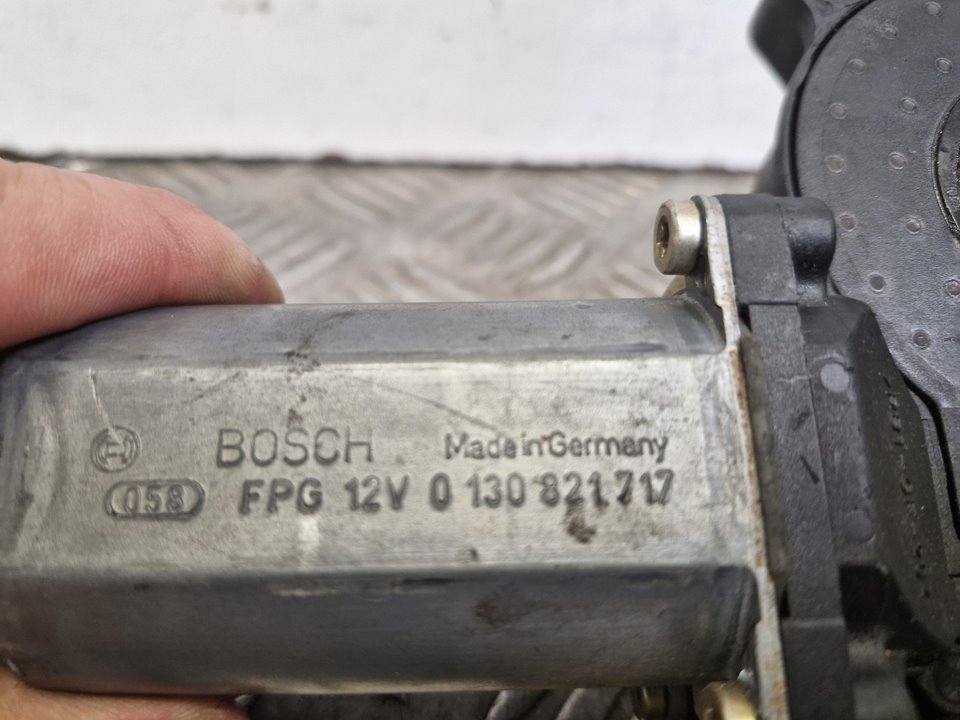 BOSCH Made in Germany
058 FPG 12V 0 130 821 717